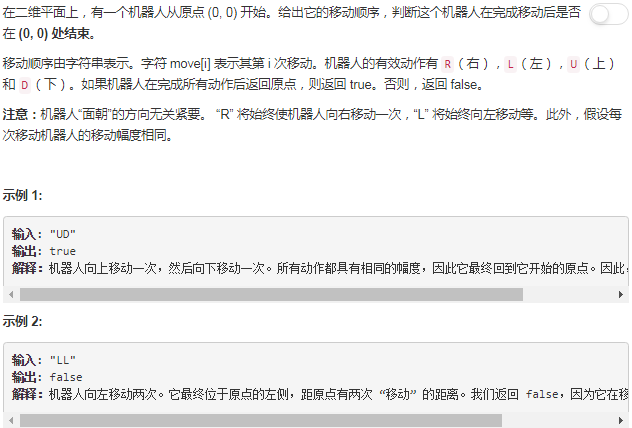 在二维平面上，有一个机器人从原点 (0, 0) 开始。给出它的移动顺序，判断这个机器人在完成移动后是否
在 (0, 0) 处结束。
移动顺序由字符串表示。字符 move[i] 表示其第 i 次移动。机器人的有效动作有 R（右），L（左），U（上）
和 D（下）。如果机器人在完成所有动作后返回原点，则返回 true。否则，返回 false。
注意：机器人“面朝”的方向无关紧要。 “R” 将始终使机器人向右移动一次，“L” 将始终向左移动等。此外，假设每
次移动机器人的移动幅度相同。
示例 1:
输入: "UD"
输出: true
解释：机器人向上移动一次，然后向下移动一次。所有动作都具有相同的幅度，因此它最终回到它开始的原点。因此，
示例 2:
输入: "LL"
输出: false
解释：机器人向左移动两次。它最终位于原点的左侧，距原点有两次 “移动” 的距离。我们返回 false，因为它在移